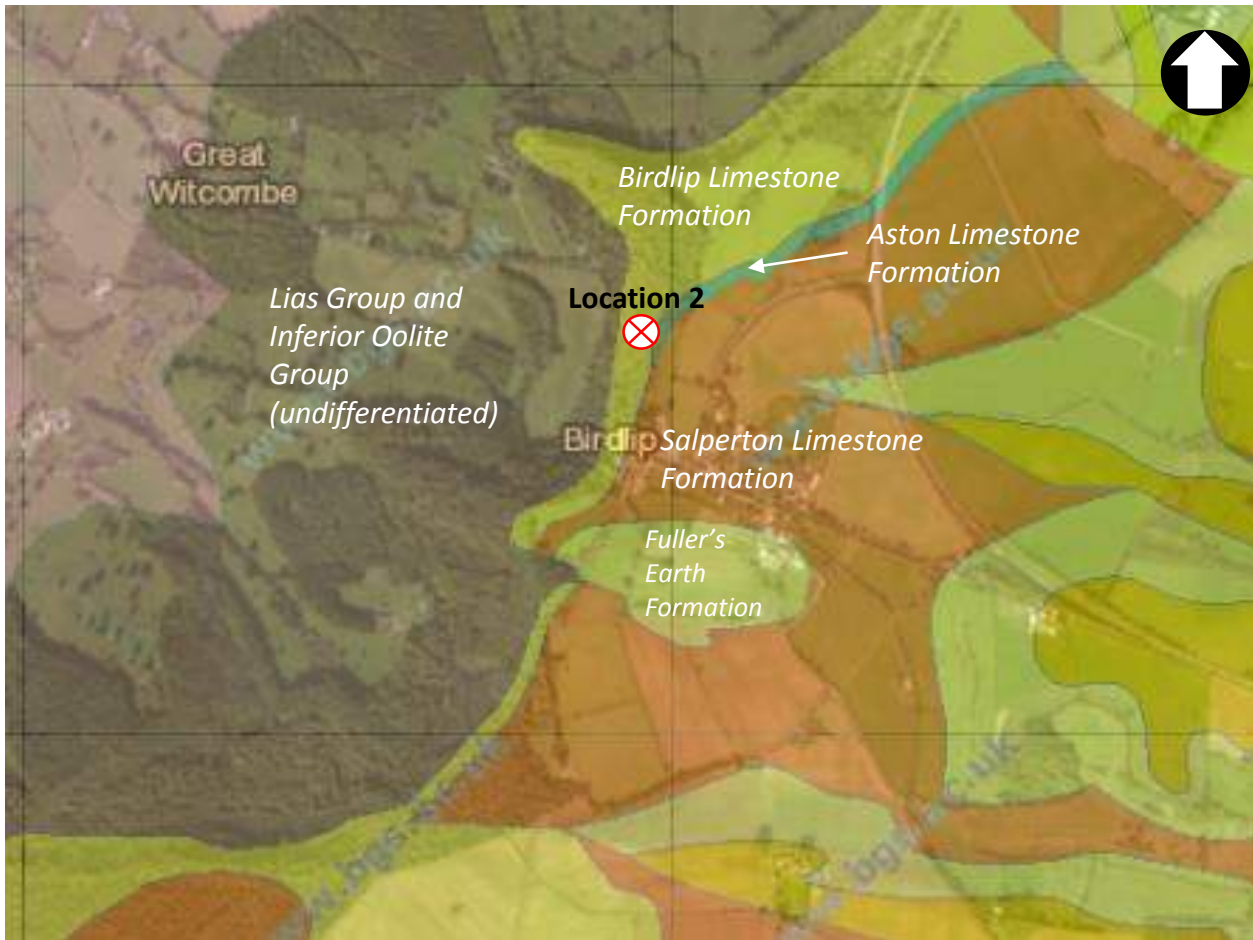 Great
Witcombe
Birdlip Limestone
Formation
Aston Limestone
Formation
Lias Group and
Inferior Oolite
Group
(undifferentiated)
Location 2
Birdlip
Salperton Limestone
Formation
Fuller’s
Earth
Formation